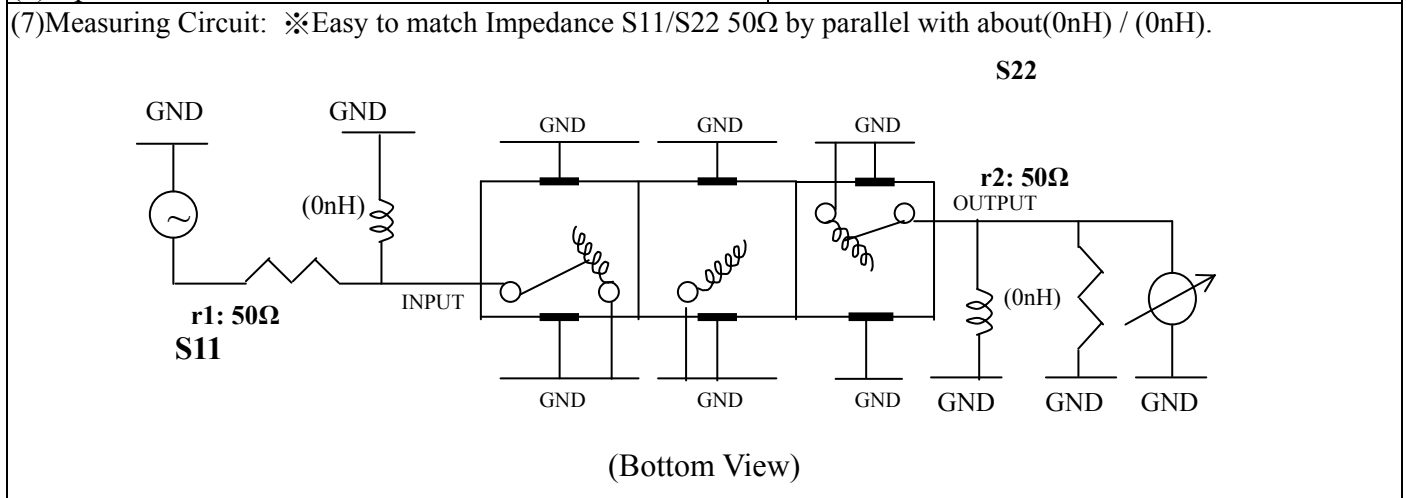 (7)Measuring Circuit: ※Easy to match Impedance S11/S22 50Ω by parallel with about(0nH) / (0nH).
S22
GND GND GND GND GND
r2: 50Ω
(0nH) OUTPUT
INPUT (0nH)
r1: 50Ω
S11
GND GND GND GND GND GND
(Bottom View)